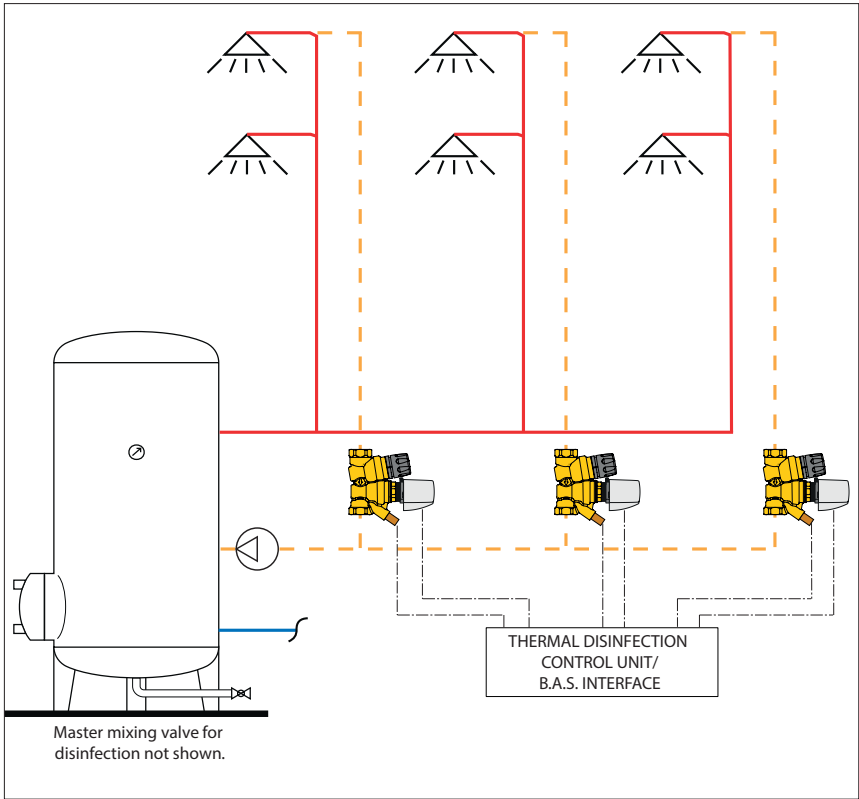 THERMAL DISINFECTION
CONTROL UNIT/
B.A.S. INTERFACE
Master mixing valve for
disinfection not shown.